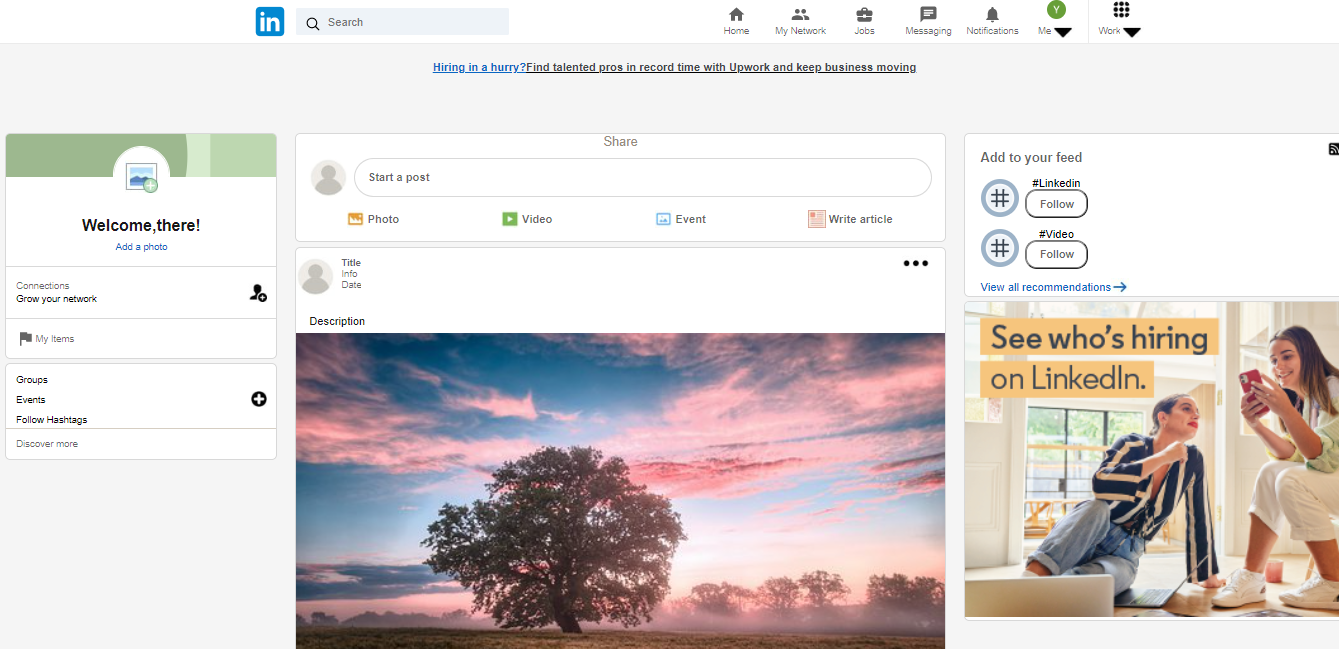 in
Search
Home
My Network
Jobs
Messaging
Notifications
Y
Me
Work
Hiring in a hurry?Find talented pros in record time with Upwork and keep business moving
Welcome,there!
Add a photo
Connections
Grow your network
My Items
Groups
Events
Follow Hashtags
Discover more
Share
Start a post
Photo
Video
Event
Write article
Title
Info
Date
Description
Add to your feed
#Linkedin
Follow
#Video
Follow
View all recommendations
See who's hiring
on LinkedIn.